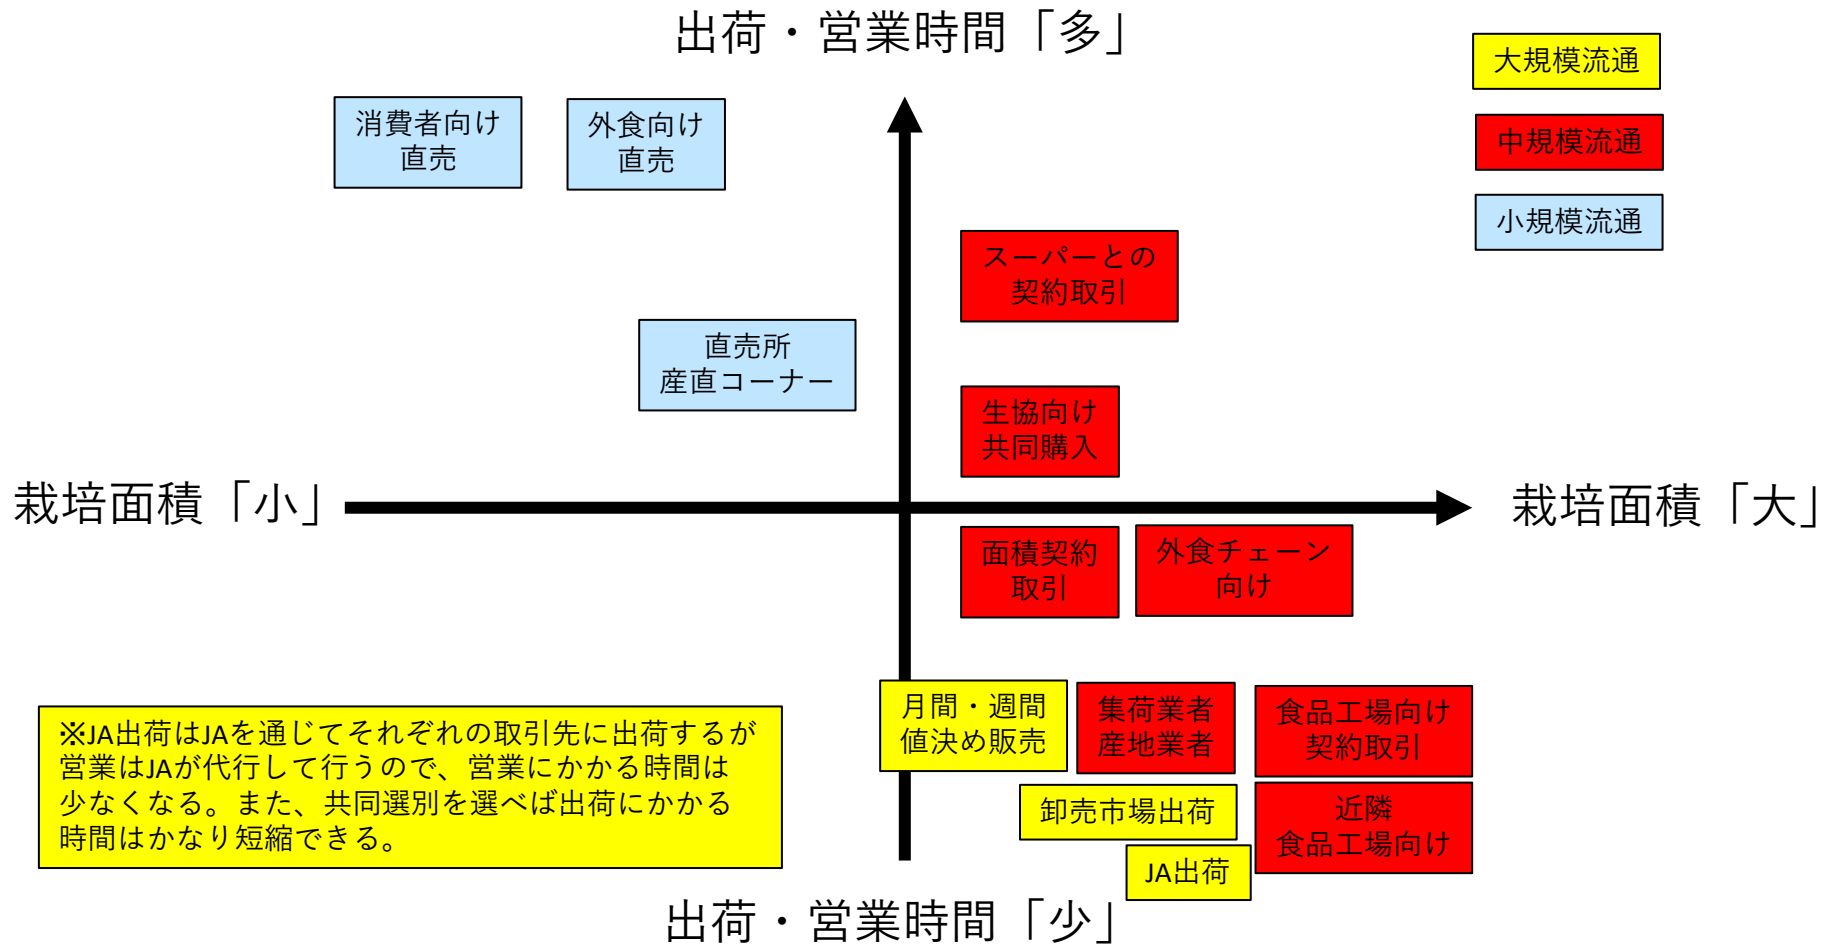 出荷・営業時間「多」
大規模流通
中規模流通
小規模流通
消費者向け
直売
外食向け
直売
スーパーとの
契約取引
直売所
産直コーナー
生協向け
共同購入
栽培面積「小」
栽培面積「大」
面積契約
取引
外食チェーン
向け
月間・週間
値決め販売
集荷業者
産地業者
食品工場向け
契約取引
卸売市場出荷
近隣
食品工場向け
JA出荷
※JA出荷はJAを通じてそれぞれの取引先に出荷するが
営業はJAが代行して行うので、営業にかかる時間は
少なくなる。また、共同選別を選べば出荷にかかる
時間はかなり短縮できる。
出荷・営業時間「少」